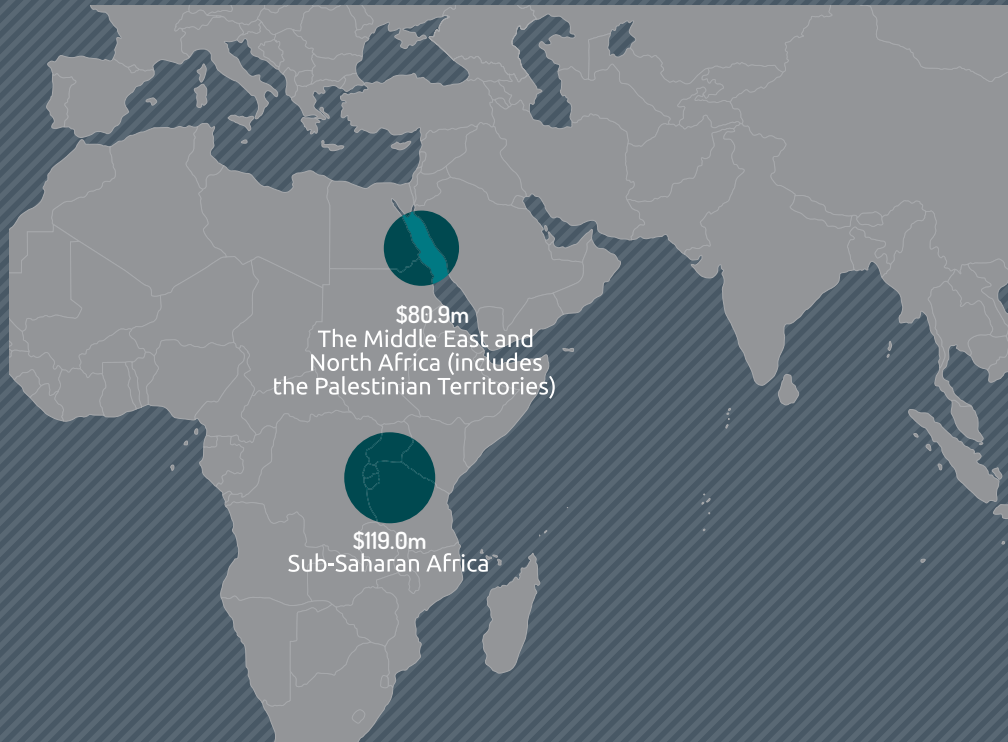 $80.9m
The Middle East and
North Africa (includes
the Palestinian Territories)
$119.0m
Sub-Saharan Africa